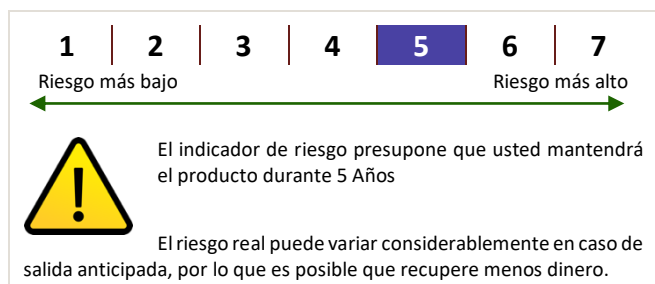 1 2 3 4 5 6 7
Riesgo más bajo Riesgo más alto
El indicador de riesgo presupone que usted mantendrá
el producto durante 5 Años
El riesgo real puede variar considerablemente en caso de
salida anticipada, por lo que es posible que recupere menos dinero.